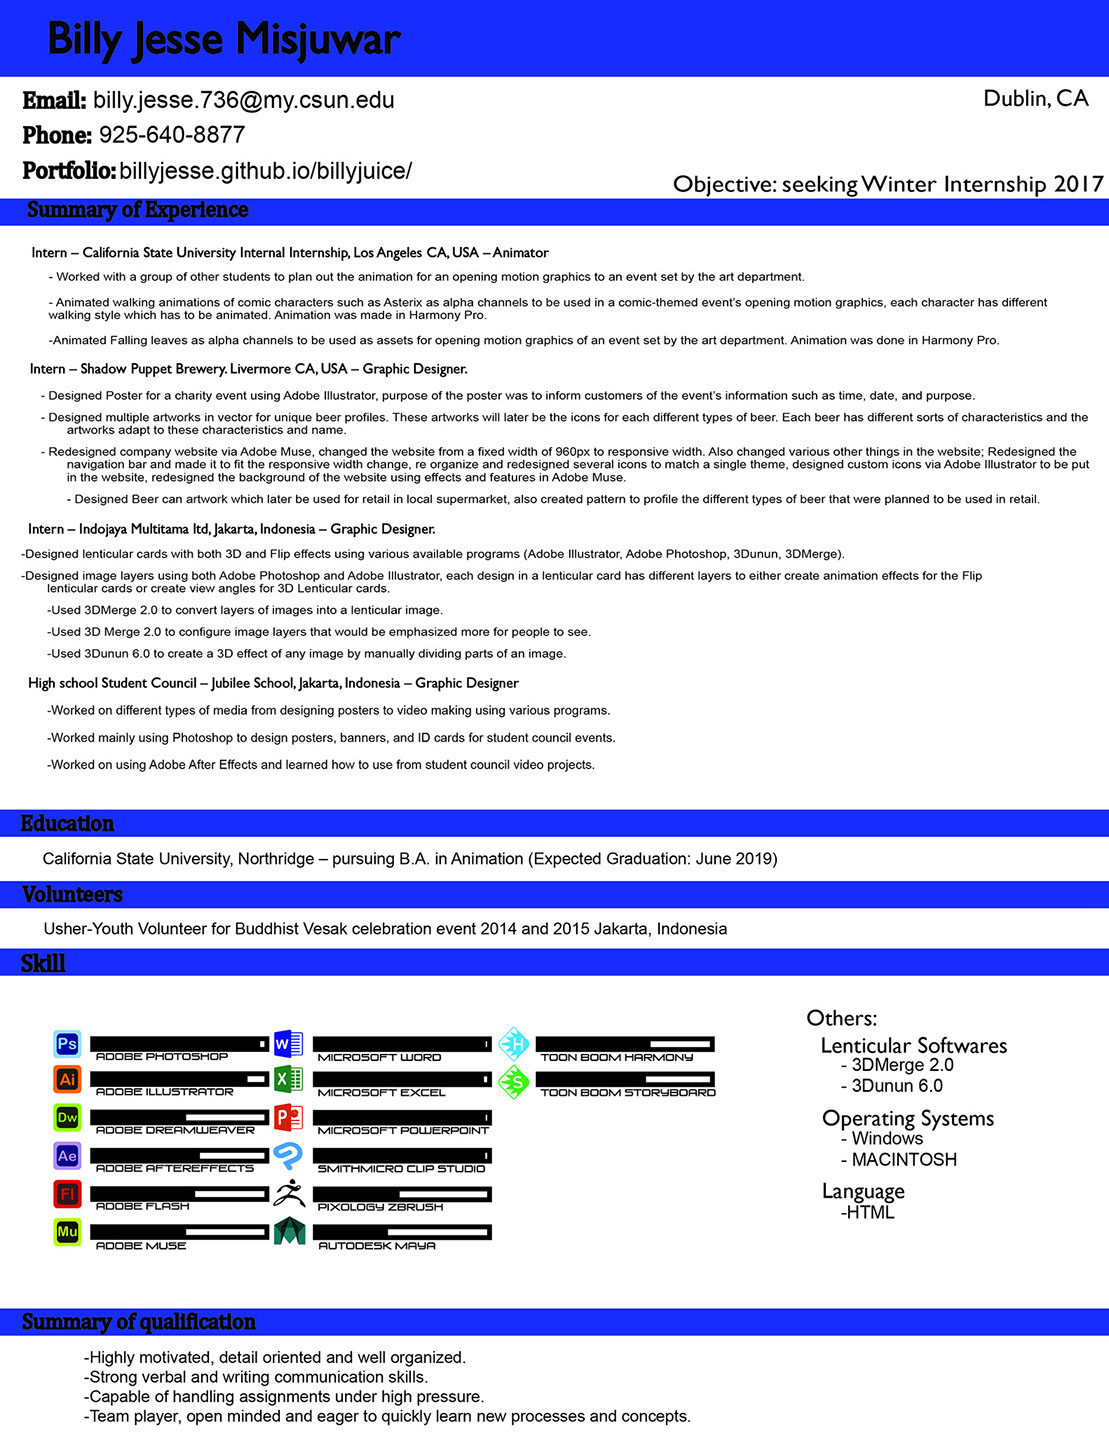 Billy Jesse Misjuwar
Email: billy.jesse.736@my.csun.edu
Dublin, CA
Phone: 925-640-8877
Portfolio: billyjesse.github.io/billyjuice/
Objective: seeking Winter Internship 2017
Summary of Experience
Intern – California State University Internal Internship, Los Angeles CA, USA – Animator
- Worked with a group of other students to plan out the animation for an opening motion graphics to an event set by the art department.
- Animated walking animations of comic characters such as Asterix as alpha channels to be used in a comic-themed event's opening motion graphics, each character has different
walking style which has to be animated. Animation was made in Harmony Pro.
-Animated Falling leaves as alpha channels to be used as assets for opening motion graphics of an event set by the art department. Animation was done in Harmony Pro.
Intern – Shadow Puppet Brewery. Livermore CA, USA – Graphic Designer.
- Designed Poster for a charity event using Adobe Illustrator, purpose of the poster was to inform customers of the event's information such as time, date, and purpose.
- Designed multiple artworks in vector for unique beer profiles. These artworks will later be the icons for each different types of beer. Each beer has different sorts of characteristics and the
artworks adapt to these characteristics and name.
- Redesigned company website via Adobe Muse, changed the website from a fixed width of 960px to responsive width. Also changed various other things in the website; Redesigned the
navigation bar and made it to fit the responsive width change, re organize and redesigned several icons to match a single theme, designed custom icons via Adobe Illustrator to be put
in the website, redesigned the background of the website using effects and features in Adobe Muse.
- Designed Beer can artwork which later be used for retail in local supermarket, also created pattern to profile the different types of beer that were planned to be used in retail.
Intern – Indojaya Multitama ltd, Jakarta, Indonesia – Graphic Designer.
-Designed lenticular cards with both 3D and Flip effects using various available programs (Adobe Illustrator, Adobe Photoshop, 3Dunun, 3DMerge).
-Designed image layers using both Adobe Photoshop and Adobe Illustrator, each design in a lenticular card has different layers to either create animation effects for the Flip
lenticular cards or create view angles for 3D Lenticular cards.
-Used 3DMerge 2.0 to convert layers of images into a lenticular image.
-Used 3D Merge 2.0 to configure image layers that would be emphasized more for people to see.
-Used 3Dunun 6.0 to create a 3D effect of any image by manually dividing parts of an image.
High school Student Council – Jubilee School, Jakarta, Indonesia – Graphic Designer
-Worked on different types of media from designing posters to video making using various programs.
-Worked mainly using Photoshop to design posters, banners, and ID cards for student council events.
-Worked on using Adobe After Effects and learned how to use from student council video projects.
Education
California State University, Northridge – pursuing B.A. in Animation (Expected Graduation: June 2019)
Volunteers
Usher-Youth Volunteer for Buddhist Vesak celebration event 2014 and 2015 Jakarta, Indonesia
Skill
Ps
ADOBE PHOTOSHOP
Ai
ADOBE ILLUSTRATOR
Dw
ADOBE DREAMWEAVER
Ae
ADOBE AFTEREFFECTS
Fl
ADOBE FLASH
Mu
ADOBE MUSE
W
MICROSOFT WORD
X
MICROSOFT EXCEL
P
MICROSOFT POWERPOINT
SMITHMICRO CLIP STUDIO
PIXOLOGY ZBRUSH
AUTODESK MAYA
H
TOON BOOM HARMONY
S
TOON BOOM STORYBOARD
Others:
Lenticular Softwares
- 3DMerge 2.0
- 3Dunun 6.0
Operating Systems
- Windows
- MACINTOSH
Language
-HTML
Summary of qualification
-Highly motivated, detail oriented and well organized.
-Strong verbal and writing communication skills.
-Capable of handling assignments under high pressure.
-Team player, open minded and eager to quickly learn new processes and concepts.